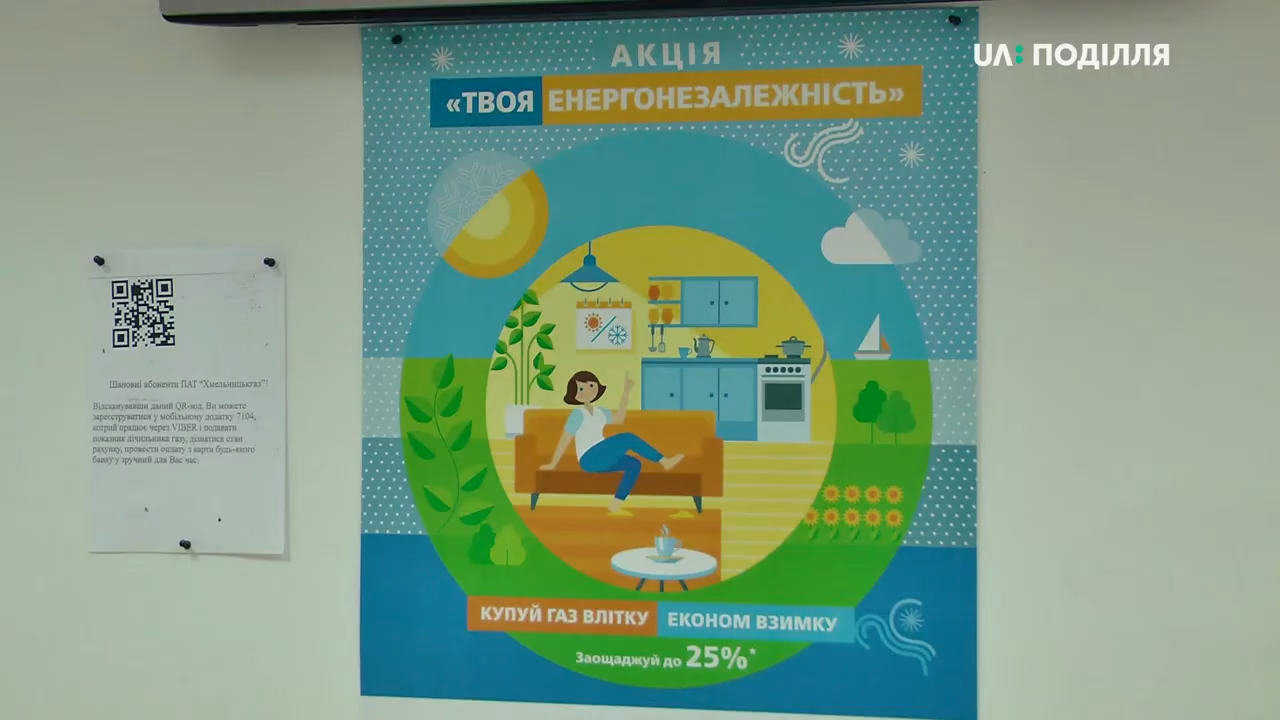 UA: ПОДІЛЛЯ
АКЦІЯ
«ТВОЯ ЕНЕРГОНЕЗАЛЕЖНІСТЬ»
Шановні абоненти ПАТ "Хмельницькгаз"!
Відсканувавши даний QR-код, Ви можете
зареєструватися у мобільному додатку 7104,
котрий працює через VIBER і подавати
показник лічильника газу, дізнатися стан
рахунку, провести оплату з карти будь-якого
банку у зручний для Вас час.
КУПУЙ ГАЗ ВЛІТКУ ЕКОНОМ ВЗИМКУ
Заощаджуй до 25%*